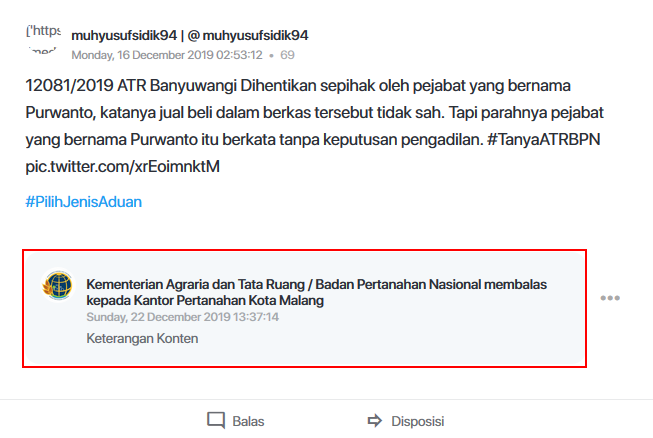 ['https
muhyusufsidik94 | @ muhyusufsidik94
Monday, 16 December 2019 02:53:12 • 69
12081/2019 ATR Banyuwangi Dihentikan sepihak oleh pejabat yang bernama
Purwanto, katanya jual beli dalam berkas tersebut tidak sah. Tapi parahnya pejabat
yang bernama Purwanto itu berkata tanpa keputusan pengadilan. #TanyaATRBPN
pic.twitter.com/xrEoimnktM
#PilihJenisAduan
Kementerian Agraria dan Tata Ruang / Badan Pertanahan Nasional membalas
kepada Kantor Pertanahan Kota Malang
Sunday, 22 December 2019 13:37:14
Keterangan Konten
Balas
Disposisi